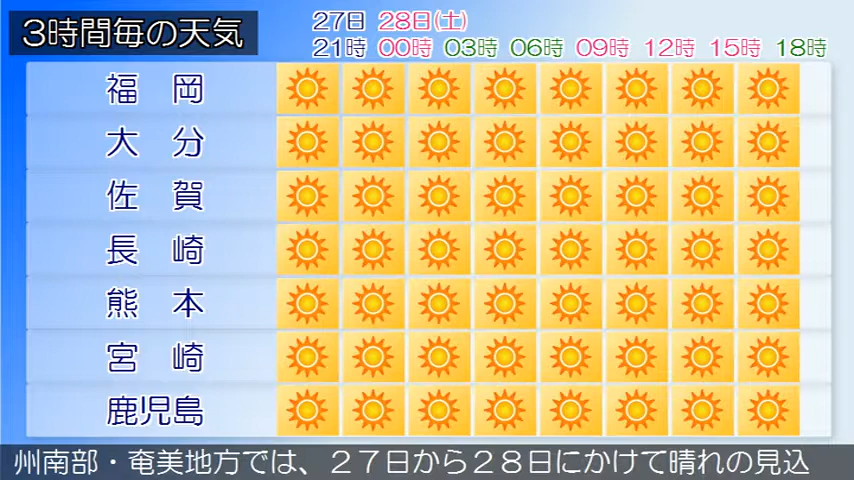 3時間毎の天気
27日 28日(土)
21時 00時 03時 06時 09時 12時 15時 18時
福岡
大分
佐賀
長崎
熊本
宮崎
鹿児島
州南部・奄美地方では、27日から28日にかけて晴れの見込